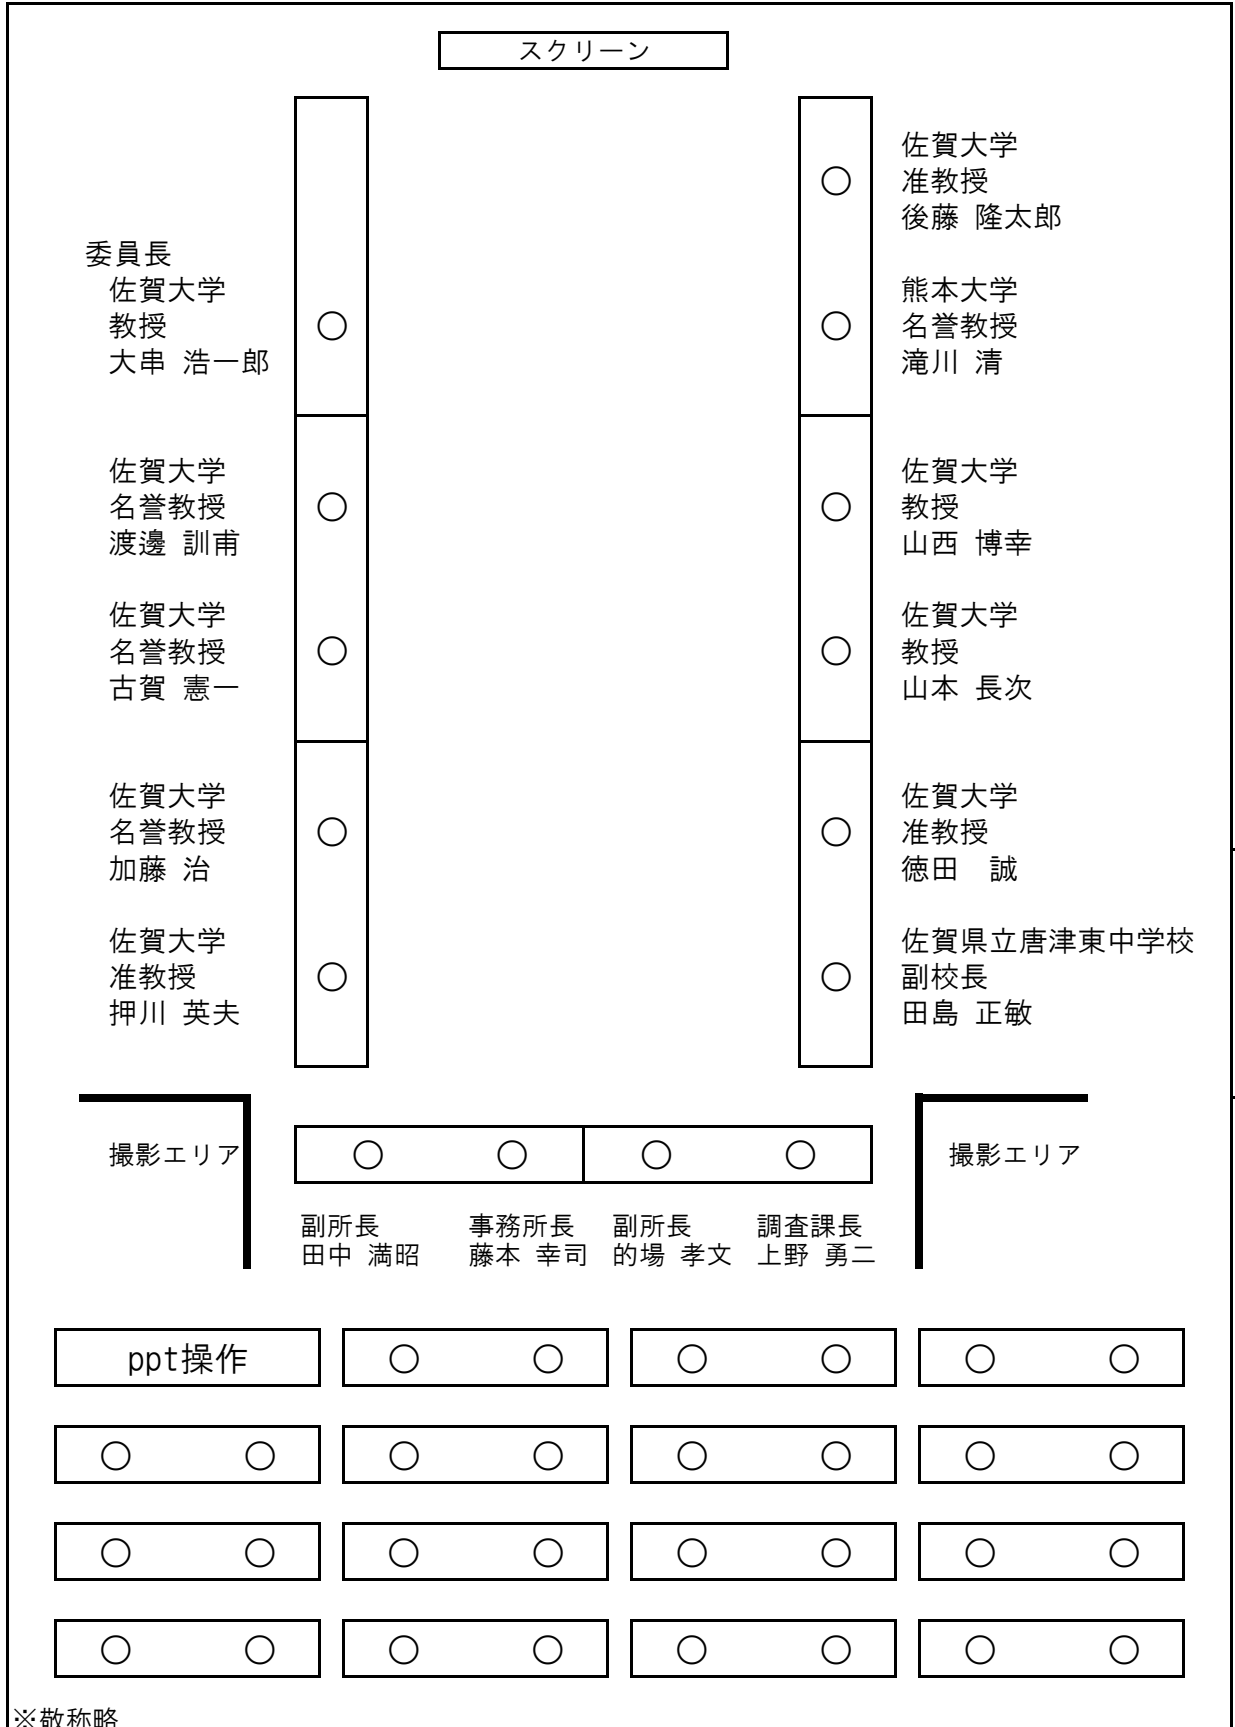 スクリーン
委員長
佐賀大学
教授
大串 浩一郎
佐賀大学
名誉教授
渡邊 訓甫
佐賀大学
名誉教授
古賀 憲一
佐賀大学
名誉教授
加藤 治
佐賀大学
准教授
押川 英夫
佐賀大学
准教授
後藤 隆太郎
熊本大学
名誉教授
滝川 清
佐賀大学
教授
山西 博幸
佐賀大学
教授
山本 長次
佐賀大学
准教授
徳田　誠
佐賀県立唐津東中学校
副校長
田島 正敏
撮影エリア
撮影エリア
副所長
田中 満昭
事務所長
藤本 幸司
副所長
的場 孝文
調査課長
上野 勇二
ppt操作
※敬称略